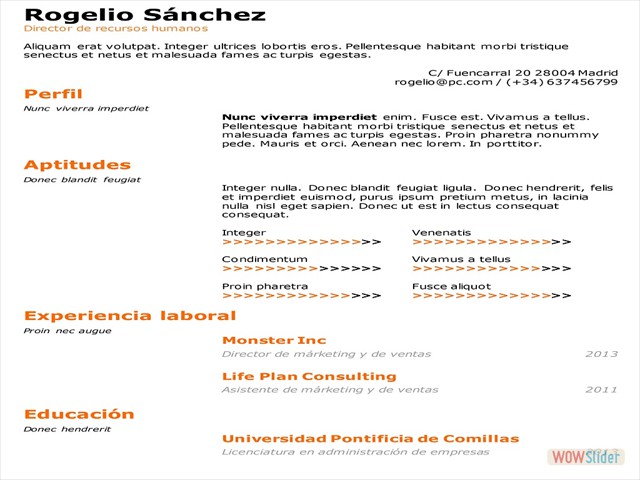 Rogelio Sánchez
Director de recursos humanos
Aliquam erat volutpat. Integer ultrices lobortis eros. Pellentesque habitant morbi tristique
senectus et netus et malesuada fames ac turpis egestas.
C/ Fuencarral 20 28004 Madrid
rogelio@pc.com / (+34) 637456799
Perfil
Nunc viverra imperdiet
Nunc viverra imperdiet enim. Fusce est. Vivamus a tellus.
Pellentesque habitant morbi tristique senectus et netus et
malesuada fames ac turpis egestas. Proin pharetra nonummy
pede. Mauris et orci. Aenean nec lorem. In porttitor.
Aptitudes
Donec blandit feugiat
Integer nulla. Donec blandit feugiat ligula. Donec hendrerit, felis
et imperdiet euismod, purus ipsum pretium metus, in lacinia
nulla nisl eget sapien. Donec ut est in lectus consequat
consequat.
Integer Venenatis
>>>>>>>>>>>>>>>>> >>>>>>>>>>>>>>>>>
Condimentum Vivamus a tellus
>>>>>>>>>>>>>>>>> >>>>>>>>>>>>>>>>>
Proin pharetra Fusce aliquot
>>>>>>>>>>>>>>>>> >>>>>>>>>>>>>>>>>
Experiencia laboral
Proin nec augue
Monster Inc
Director de márketing y de ventas 2013
Life Plan Consulting
Asistente de márketing y de ventas 2011
Educación
Donec hendrerit
Universidad Pontificia de Comillas
Licenciatura en administración de empresas
WOWSlider